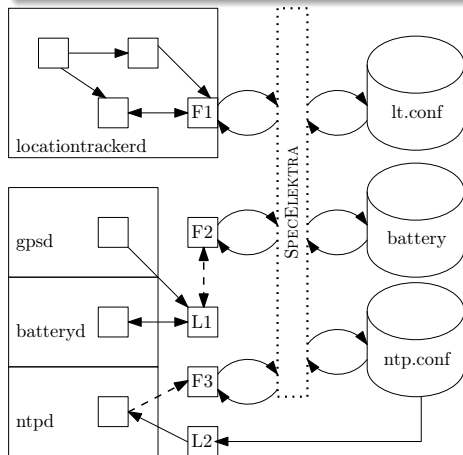 F1
lt.conf
locationtrackerd
gpsd
F2
battery
SpecElektra
batteryd
L1
F3
ntp.conf
ntpd
L2